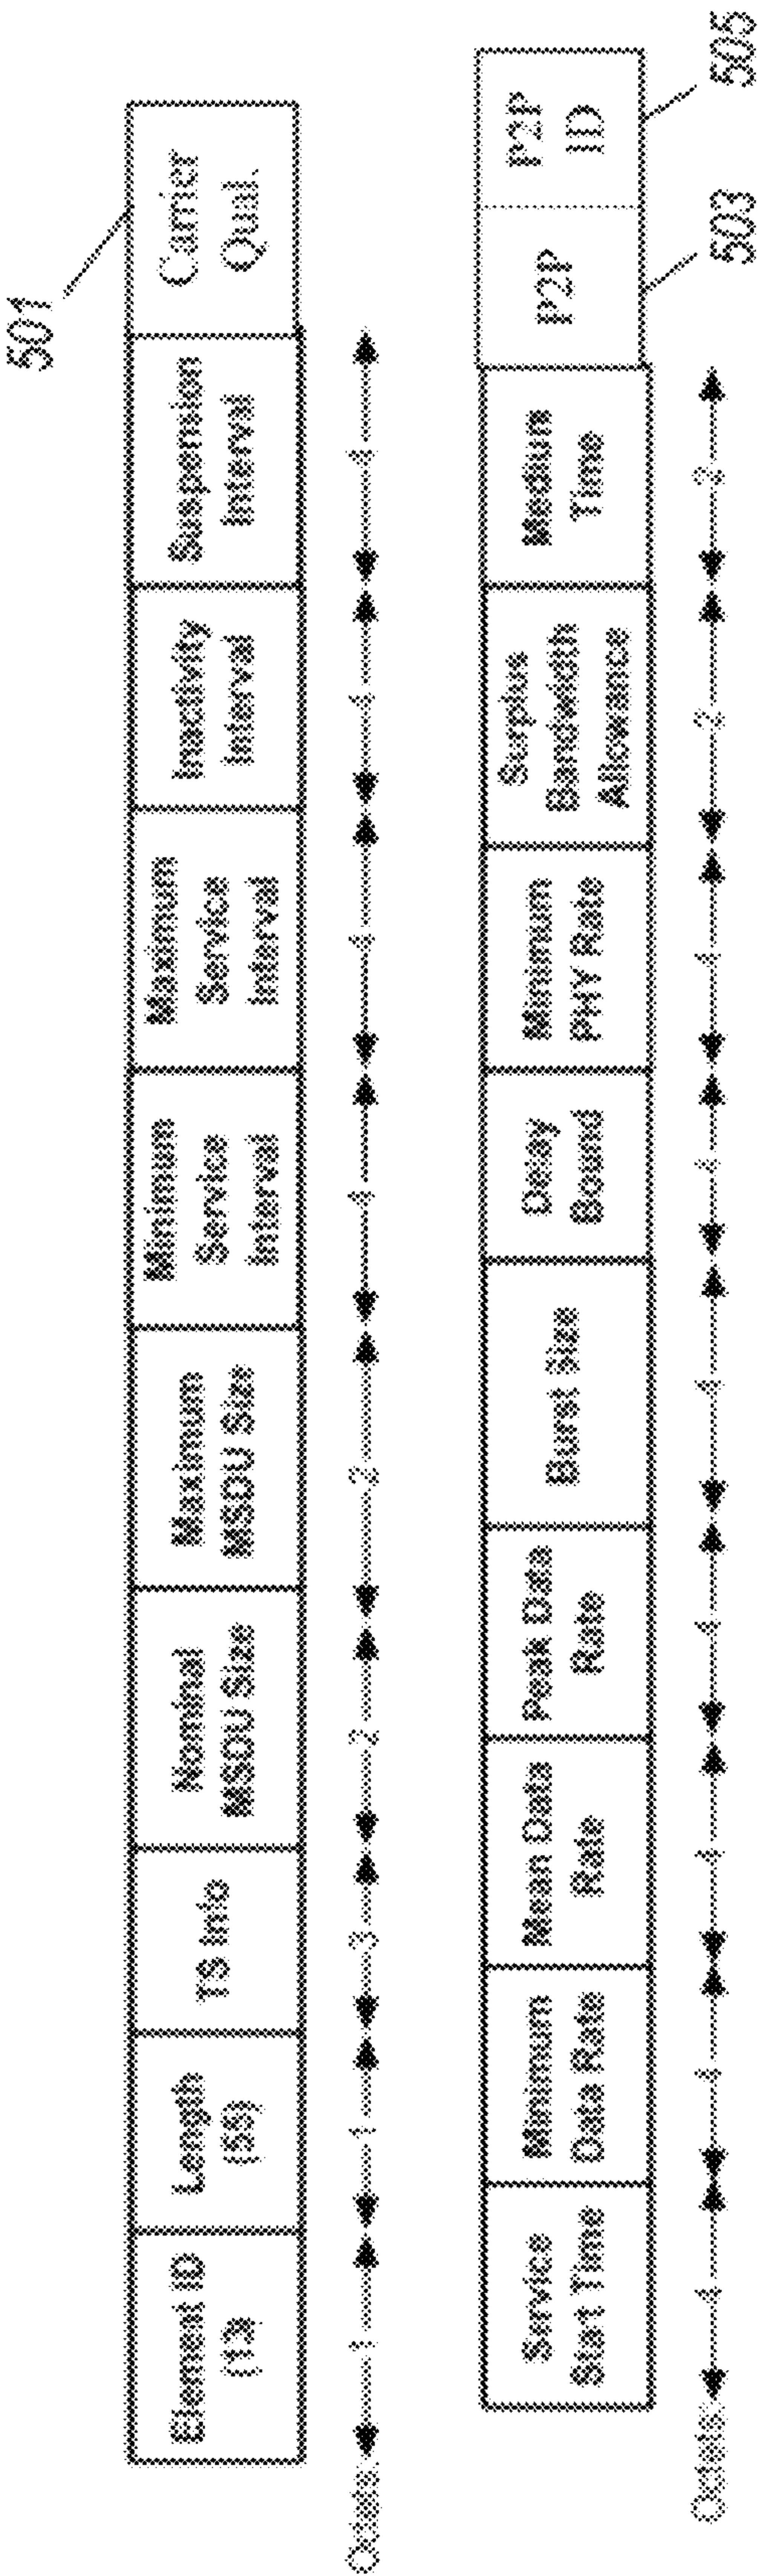 501
Element ID
(13)
Length
(55)
TS Info
Nominal
MSDU Size
Maximum
MSDU Size
Minimum
Service
Interval
Maximum
Service
Interval
Inactivity
Interval
Suspension
Interval
Carrier
Qual.
Octets: 1 1 3 2 2 4 4 4 4
Service
Start Time
Minimum
Data Rate
Mean Data
Rate
Peak Data
Rate
Burst Size
Delay
Bound
Minimum
PHY Rate
Surplus
Bandwidth
Allowance
Medium
Time
P2P
P2P
ID
Octets: 4 4 4 4 4 4 4 2 2
503
505